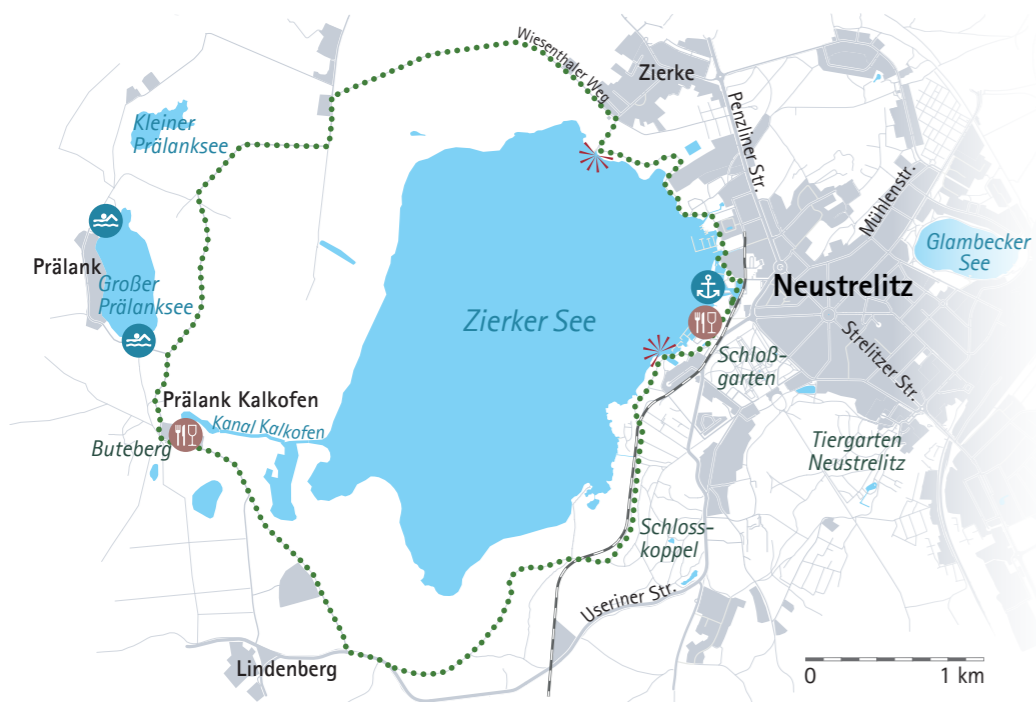 Wiesenthaler Weg
Zierke
Penzliner Str.
Kleiner
Prälanksee
Mühlenstr.
Prälank
Großer
Prälanksee
Glambecker
See
Neustrelitz
Zierker See
Strelitzer Str.
Schloß-
garten
Prälank Kalkofen
Kanal Kalkofen
Buteberg
Tiergarten
Neustrelitz
Schloss-
koppel
Useriner Str.
Lindenberg
0 1 km